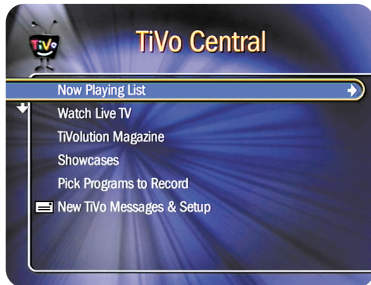 TiVo
TiVo Central
Now Playing List
Watch Live TV
TiVolution Magazine
Showcases
Pick Programs to Record
New TiVo Messages & Setup